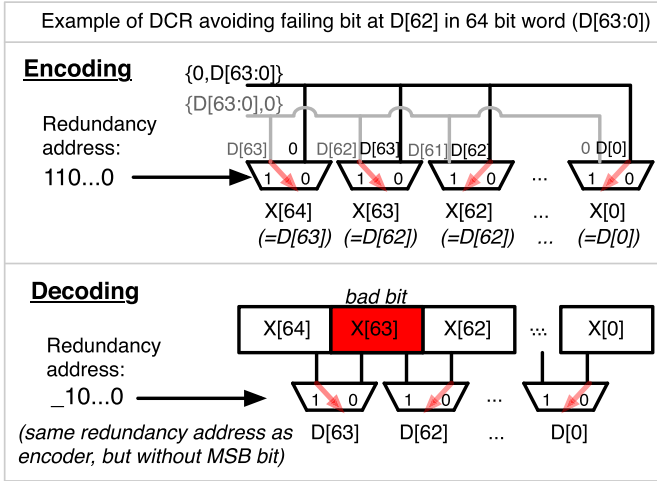 Example of DCR avoiding failing bit at D[62] in 64 bit word (D[63:0])
Encoding
{0,D[63:0]}
{D[63:0],0}
Redundancy
address:
110...0
D[63] 0 D[62] D[63] D[61] D[62] 0 D[0]
1 0 1 0 1 0 ... 1 0
X[64] X[63] X[62] ... X[0]
(=D[63]) (=D[62]) (=D[62]) ... (=D[0])
Decoding
bad bit
X[64] X[63] X[62] ... X[0]
Redundancy
address:
_10...0
1 0 1 0 ... 1 0
D[63] D[62] ... D[0]
(same redundancy address as
encoder, but without MSB bit)